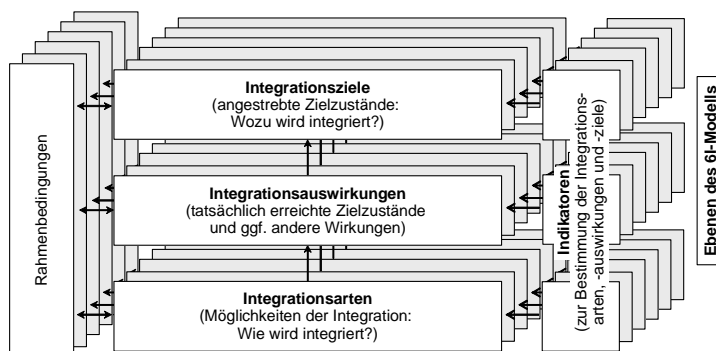 Rahmenbedingungen
Integrationsziele
(angestrebte Zielzustände:
Wozu wird integriert?)
Integrationsauswirkungen
(tatsächlich erreichte Zielzustände
und ggf. andere Wirkungen)
Integrationsarten
(Möglichkeiten der Integration:
Wie wird integriert?)
Indikatoren
(zur Bestimmung der Integrations-
arten, -auswirkungen und -ziele)
Ebenen des 6I-Modells